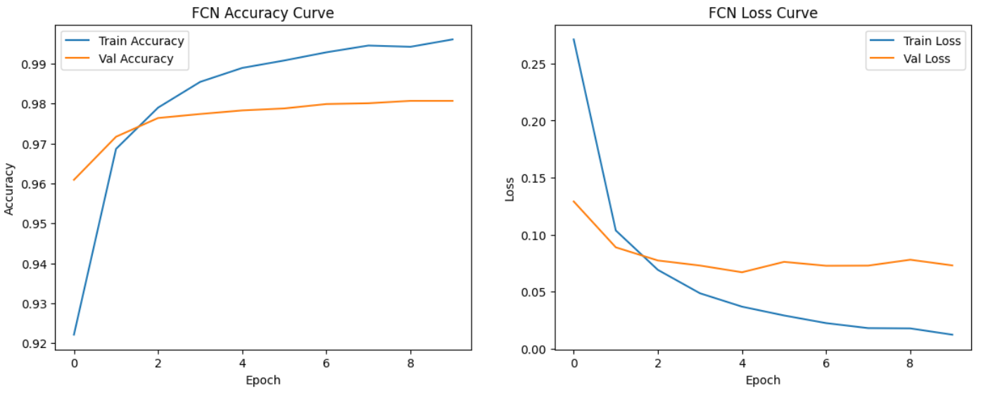 FCN Accuracy Curve
Train Accuracy
Val Accuracy
0.99
0.98
0.97
0.96
0.95
0.94
0.93
0.92
Accuracy
0 2 4 6 8
Epoch
FCN Loss Curve
Train Loss
Val Loss
0.25
0.20
0.15
0.10
0.05
0.00
Loss
0 2 4 6 8
Epoch